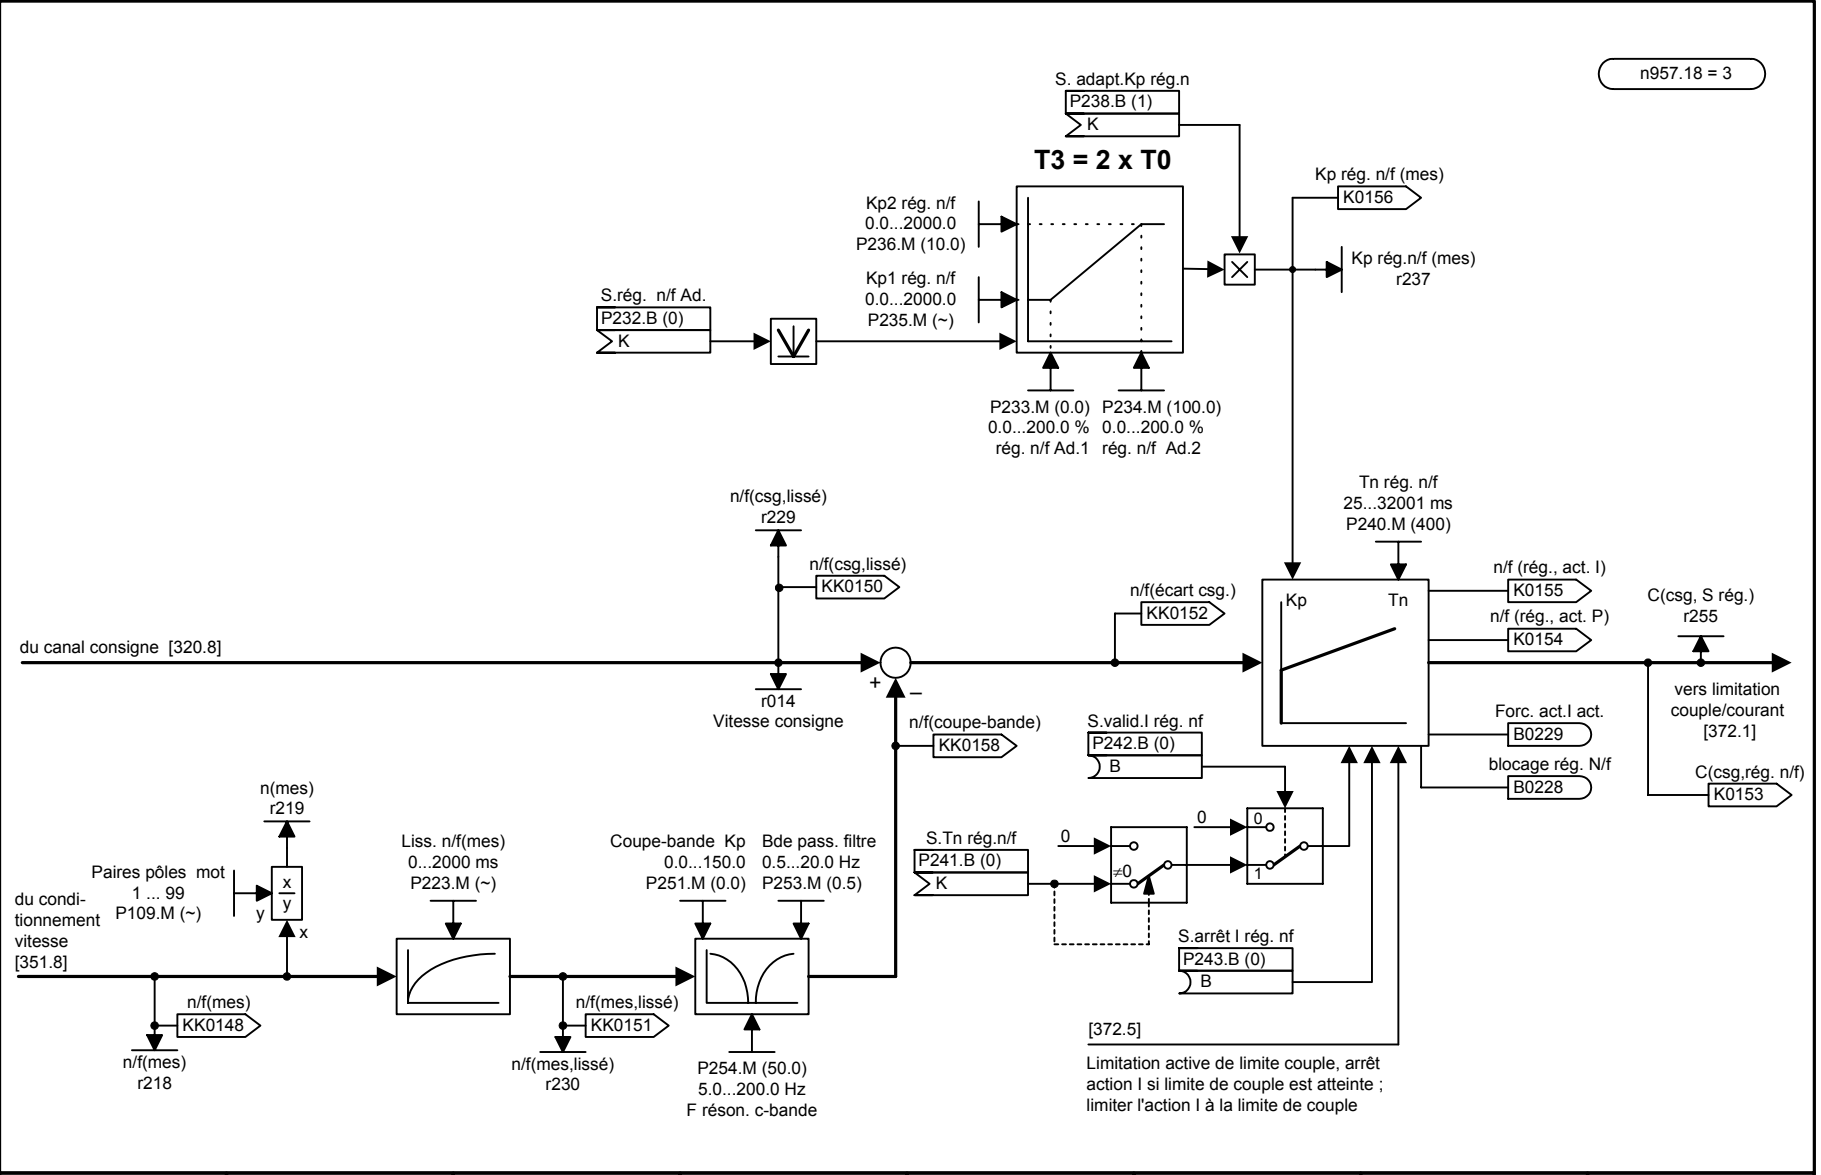 n957.18 = 3
S. adapt.Kp rég.n
P238.B (1)
K
T3 = 2 x T0
Kp2 rég. n/f
0.0...2000.0
P236.M (10.0)
Kp1 rég. n/f
0.0...2000.0
P235.M (~)
Kp rég. n/f (mes)
K0156
Kp rég.n/f (mes)
r237
S.rég. n/f Ad.
P232.B (0)
K
P233.M (0.0)
0.0...200.0 %
rég. n/f Ad.1
P234.M (100.0)
0.0...200.0 %
rég. n/f Ad.2
Tn rég. n/f
25...32001 ms
P240.M (400)
n/f(csg,lissé)
r229
n/f(csg,lissé)
KK0150
n/f(écart csg.)
KK0152
Kp
Tn
n/f (rég., act. I)
K0155
n/f (rég., act. P)
K0154
C(csg, S rég.)
r255
du canal consigne [320.8]
+
–
r014
Vitesse consigne
n/f(coupe-bande)
KK0158
S.valid.I rég. nf
P242.B (0)
B
Forc. act.I act.
B0229
blocage rég. N/f
B0228
vers limitation
couple/courant
[372.1]
C(csg,rég. n/f)
K0153
n(mes)
r219
Paires pôles mot
1 ... 99
P109.M (~)
x
y
y
x
Liss. n/f(mes)
0...2000 ms
P223.M (~)
Coupe-bande Kp
0.0...150.0
P251.M (0.0)
Bde pass. filtre
0.5...20.0 Hz
P253.M (0.5)
S.Tn rég.n/f
P241.B (0)
K
0
≠0
0
0
1
du condi-
tionnement
vitesse
[351.8]
S.arrêt I rég. nf
P243.B (0)
B
n/f(mes)
KK0148
n/f(mes)
r218
n/f(mes,lissé)
KK0151
n/f(mes,lissé)
r230
P254.M (50.0)
5.0...200.0 Hz
F réson. c-bande
[372.5]
Limitation active de limite couple, arrêt
action I si limite de couple est atteinte ;
limiter l'action I à la limite de couple